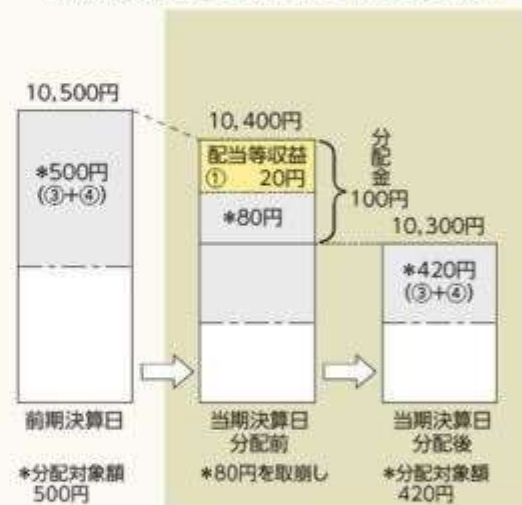 10,500円
*500円
(③+④)
前期決算日
*分配対象額
500円
10,400円
配当等収益
① 20円
*80円
分配金
100円
当期決算日
分配前
*80円を取崩し
10,300円
*420円
(③+④)
当期決算日
分配後
*分配対象額
420円